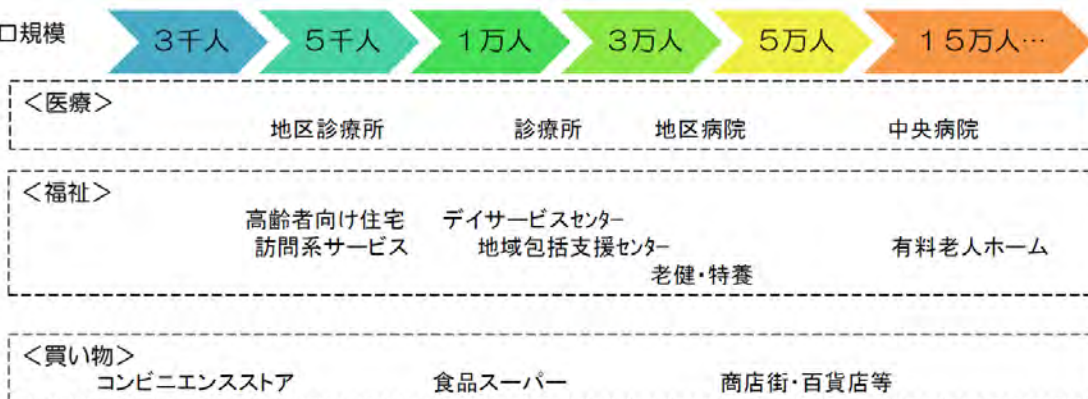 口規模 3千人 5千人 1万人 3万人 5万人 15万人…
<医療>
地区診療所 診療所 地区病院 中央病院
<福祉>
高齢者向け住宅 デイサービスセンター
訪問系サービス 地域包括支援センター 有料老人ホーム
老健・特養
<買い物>
コンビニエンスストア 食品スーパー 商店街・百貨店等